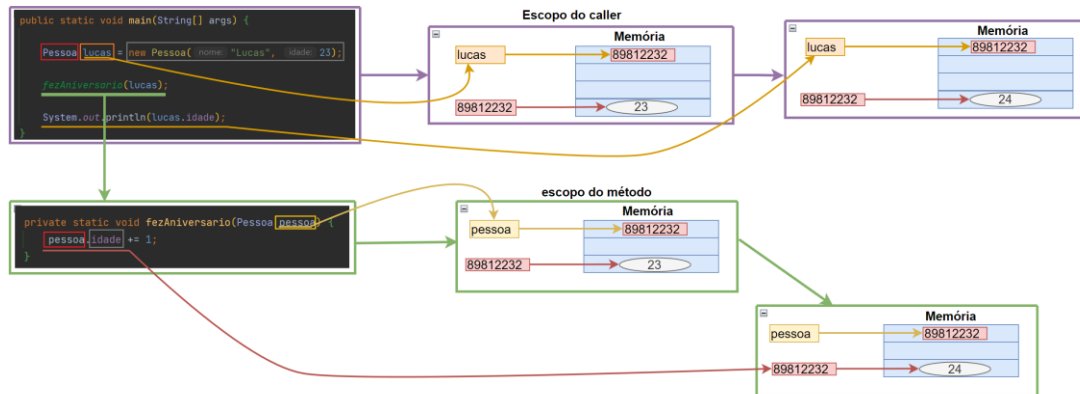 public static void main(String[] args) {
Pessoa lucas = new Pessoa( nome: "Lucas", idade: 23);
fezAniversario(lucas);
System.out.println(lucas.idade);
}
Escopo do caller
Memória
lucas
89812232
89812232
23
Memória
lucas
89812232
89812232
24
private static void fezAniversario(Pessoa pessoa) {
pessoa.idade += 1;
}
escopo do método
Memória
pessoa
89812232
89812232
23
Memória
pessoa
89812232
89812232
24